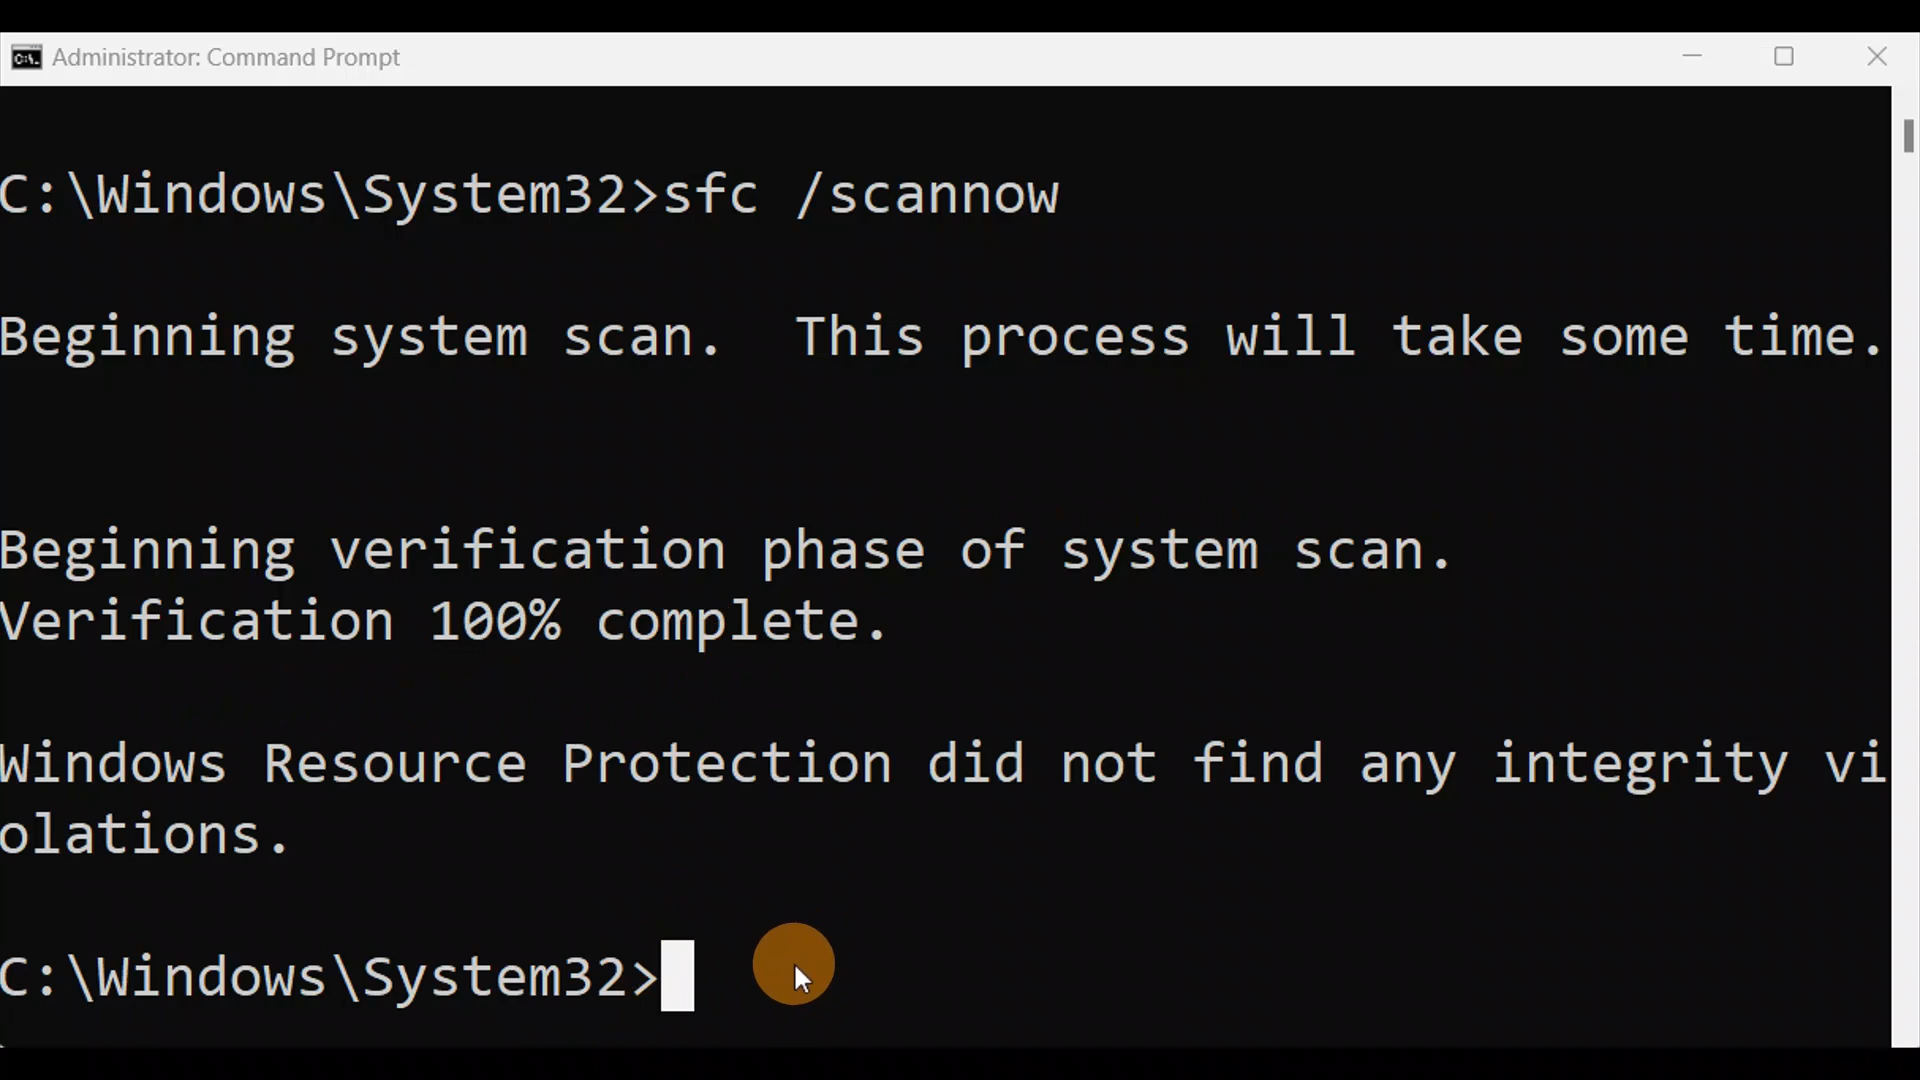 Administrator: Command Prompt
C:\Windows\System32>sfc /scannow
Beginning system scan.  This process will take some time.
Beginning verification phase of system scan.
Verification 100% complete.
Windows Resource Protection did not find any integrity vi
olations.
C:\Windows\System32>